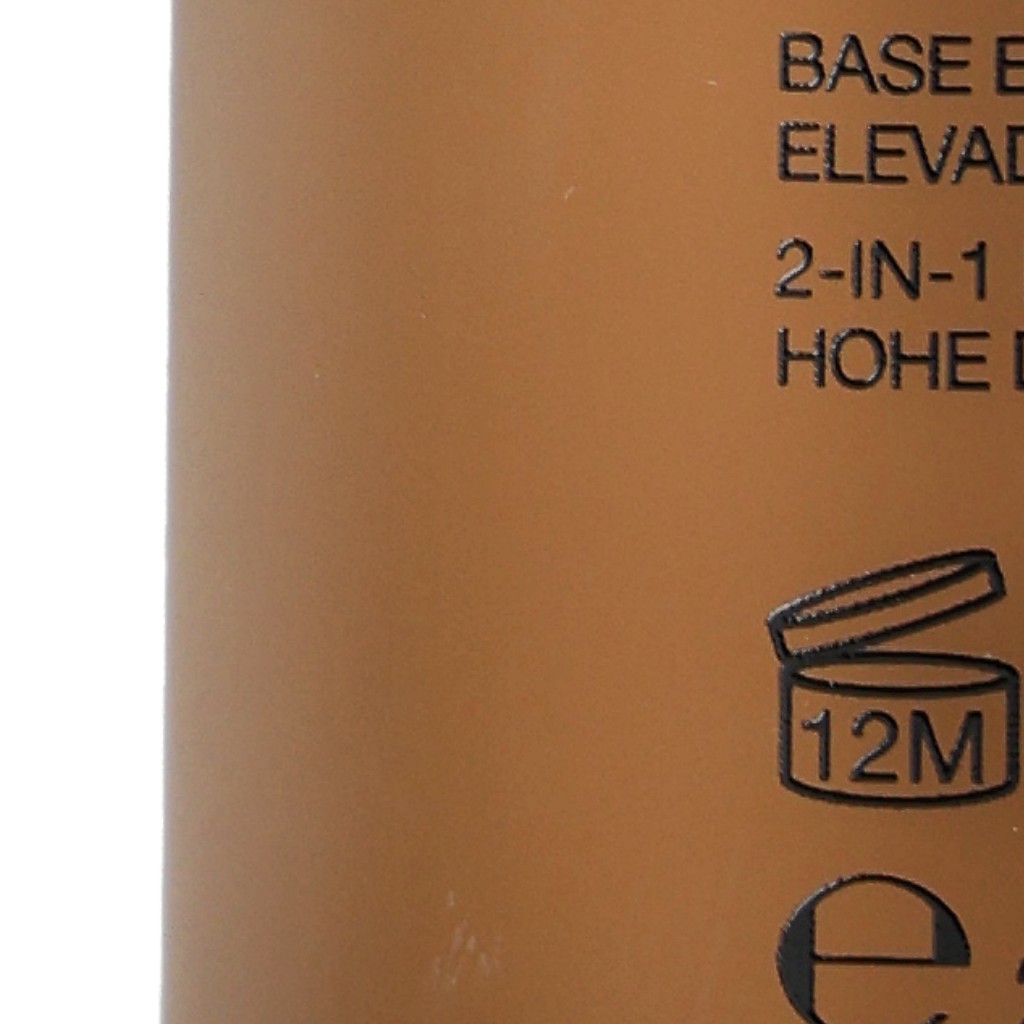 BASE
ELEVAD
2-IN-1
HOHE
12M
e